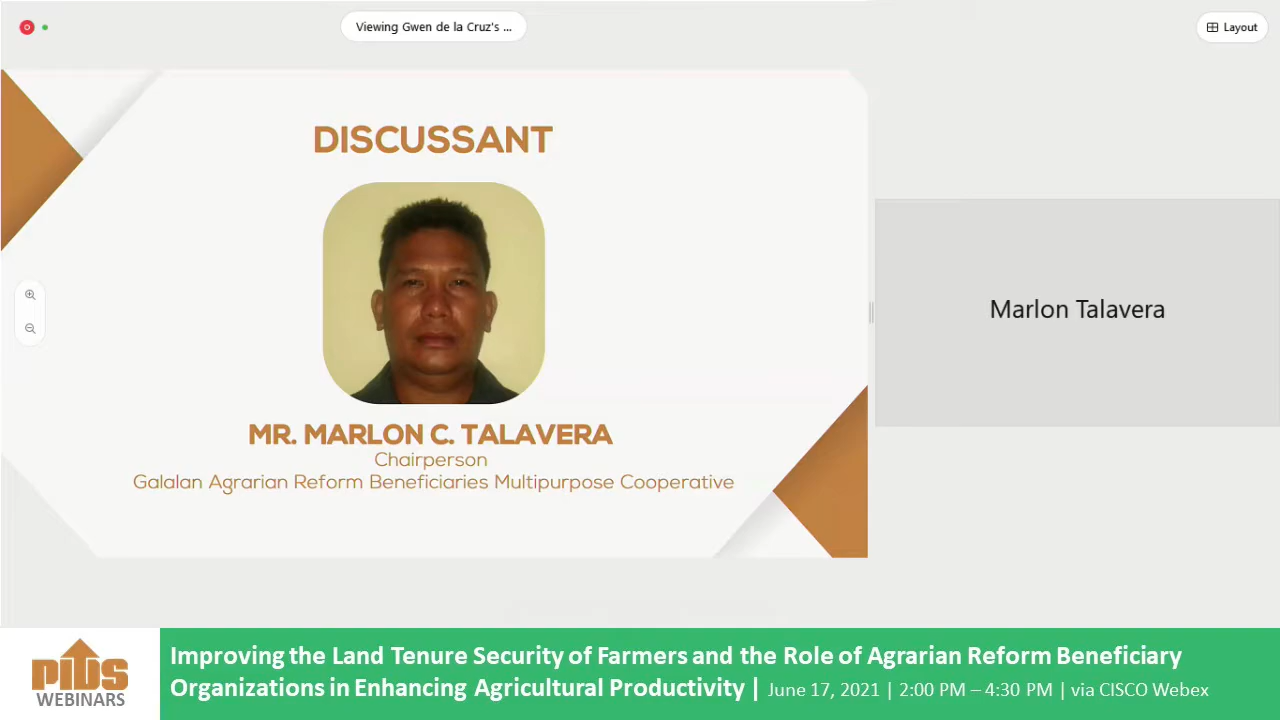 Viewing Gwen de la Cruz's ...
Layout
DISCUSSANT
MR. MARLON C. TALAVERA
Chairperson
Galalan Agrarian Reform Beneficiaries Multipurpose Cooperative
Marlon Talavera
PIDS
WEBINARS
Improving the Land Tenure Security of Farmers and the Role of Agrarian Reform Beneficiary
Organizations in Enhancing Agricultural Productivity | June 17, 2021 | 2:00 PM – 4:30 PM | via CISCO Webex